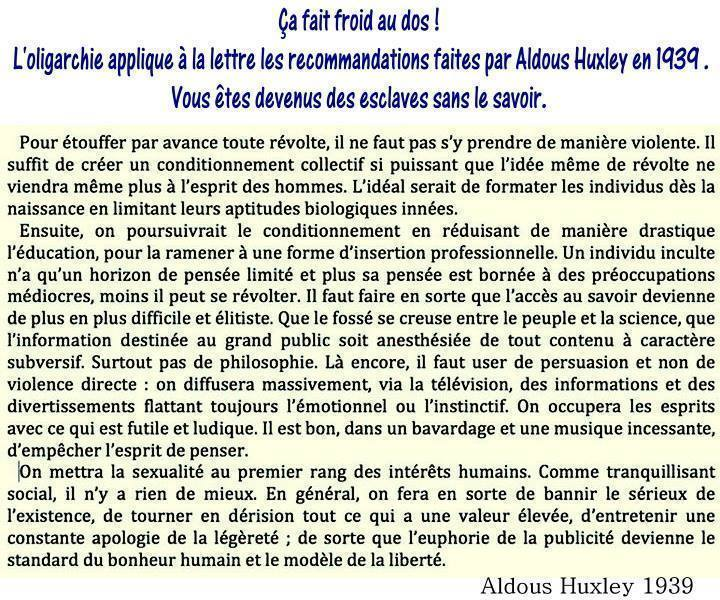 Ça fait froid au dos !
L'oligarchie applique à la lettre les recommandations faites par Aldous Huxley en 1939 .
Vous êtes devenus des esclaves sans le savoir.
Pour étouffer par avance toute révolte, il ne faut pas s'y prendre de manière violente. Il
suffit de créer un conditionnement collectif si puissant que l'idée même de révolte ne
viendra même plus à l'esprit des hommes. L'idéal serait de formater les individus dès la
naissance en limitant leurs aptitudes biologiques innées.
Ensuite, on poursuivrait le conditionnement en réduisant de manière drastique
l'éducation, pour la ramener à une forme d'insertion professionnelle. Un individu inculte
n'a qu'un horizon de pensée limité et plus sa pensée est bornée à des préoccupations
médiocres, moins il peut se révolter. Il faut faire en sorte que l'accès au savoir devienne
de plus en plus difficile et élitiste. Que le fossé se creuse entre le peuple et la science, que
l'information destinée au grand public soit anesthésiée de tout contenu à caractère
subversif. Surtout pas de philosophie. Là encore, il faut user de persuasion et non de
violence directe : on diffusera massivement, via la télévision, des informations et des
divertissements flattant toujours l'émotionnel ou l'instinctif. On occupera les esprits
avec ce qui est futile et ludique. Il est bon, dans un bavardage et une musique incessante,
d'empêcher l'esprit de penser.
On mettra la sexualité au premier rang des intérêts humains. Comme tranquillisant
social, il n'y a rien de mieux. En général, on fera en sorte de bannir le sérieux de
l'existence, de tourner en dérision tout ce qui a une valeur élevée, d'entretenir une
constante apologie de la légèreté ; de sorte que l'euphorie de la publicité devienne le
standard du bonheur humain et le modèle de la liberté.
Aldous Huxley 1939